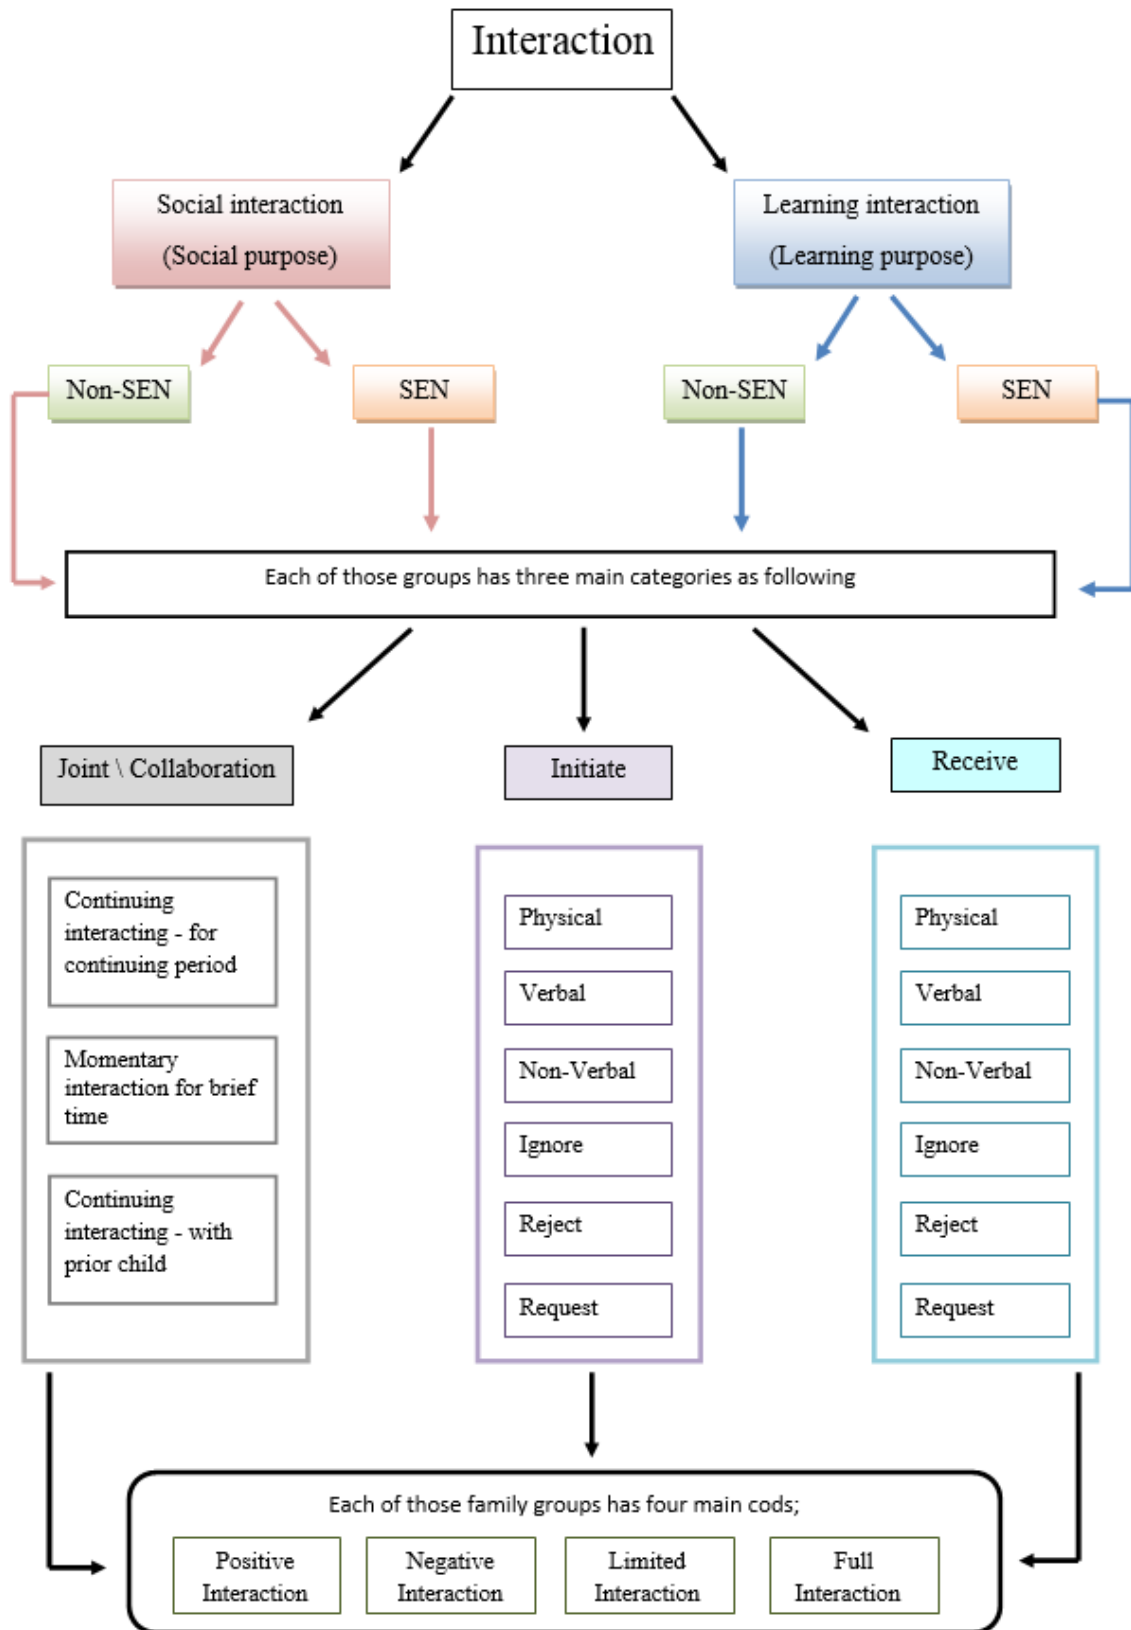 Interaction
Social interaction
(Social purpose)
Learning interaction
(Learning purpose)
Non-SEN
SEN
Non-SEN
SEN
Each of those groups has three main categories as following
Joint \ Collaboration
Initiate
Receive
Continuing
interacting - for
continuing period
Momentary
interaction for brief
time
Continuing
interacting - with
prior child
Physical
Verbal
Non-Verbal
Ignore
Reject
Request
Physical
Verbal
Non-Verbal
Ignore
Reject
Request
Each of those family groups has four main cods;
Positive
Interaction
Negative
Interaction
Limited
Interaction
Full
Interaction